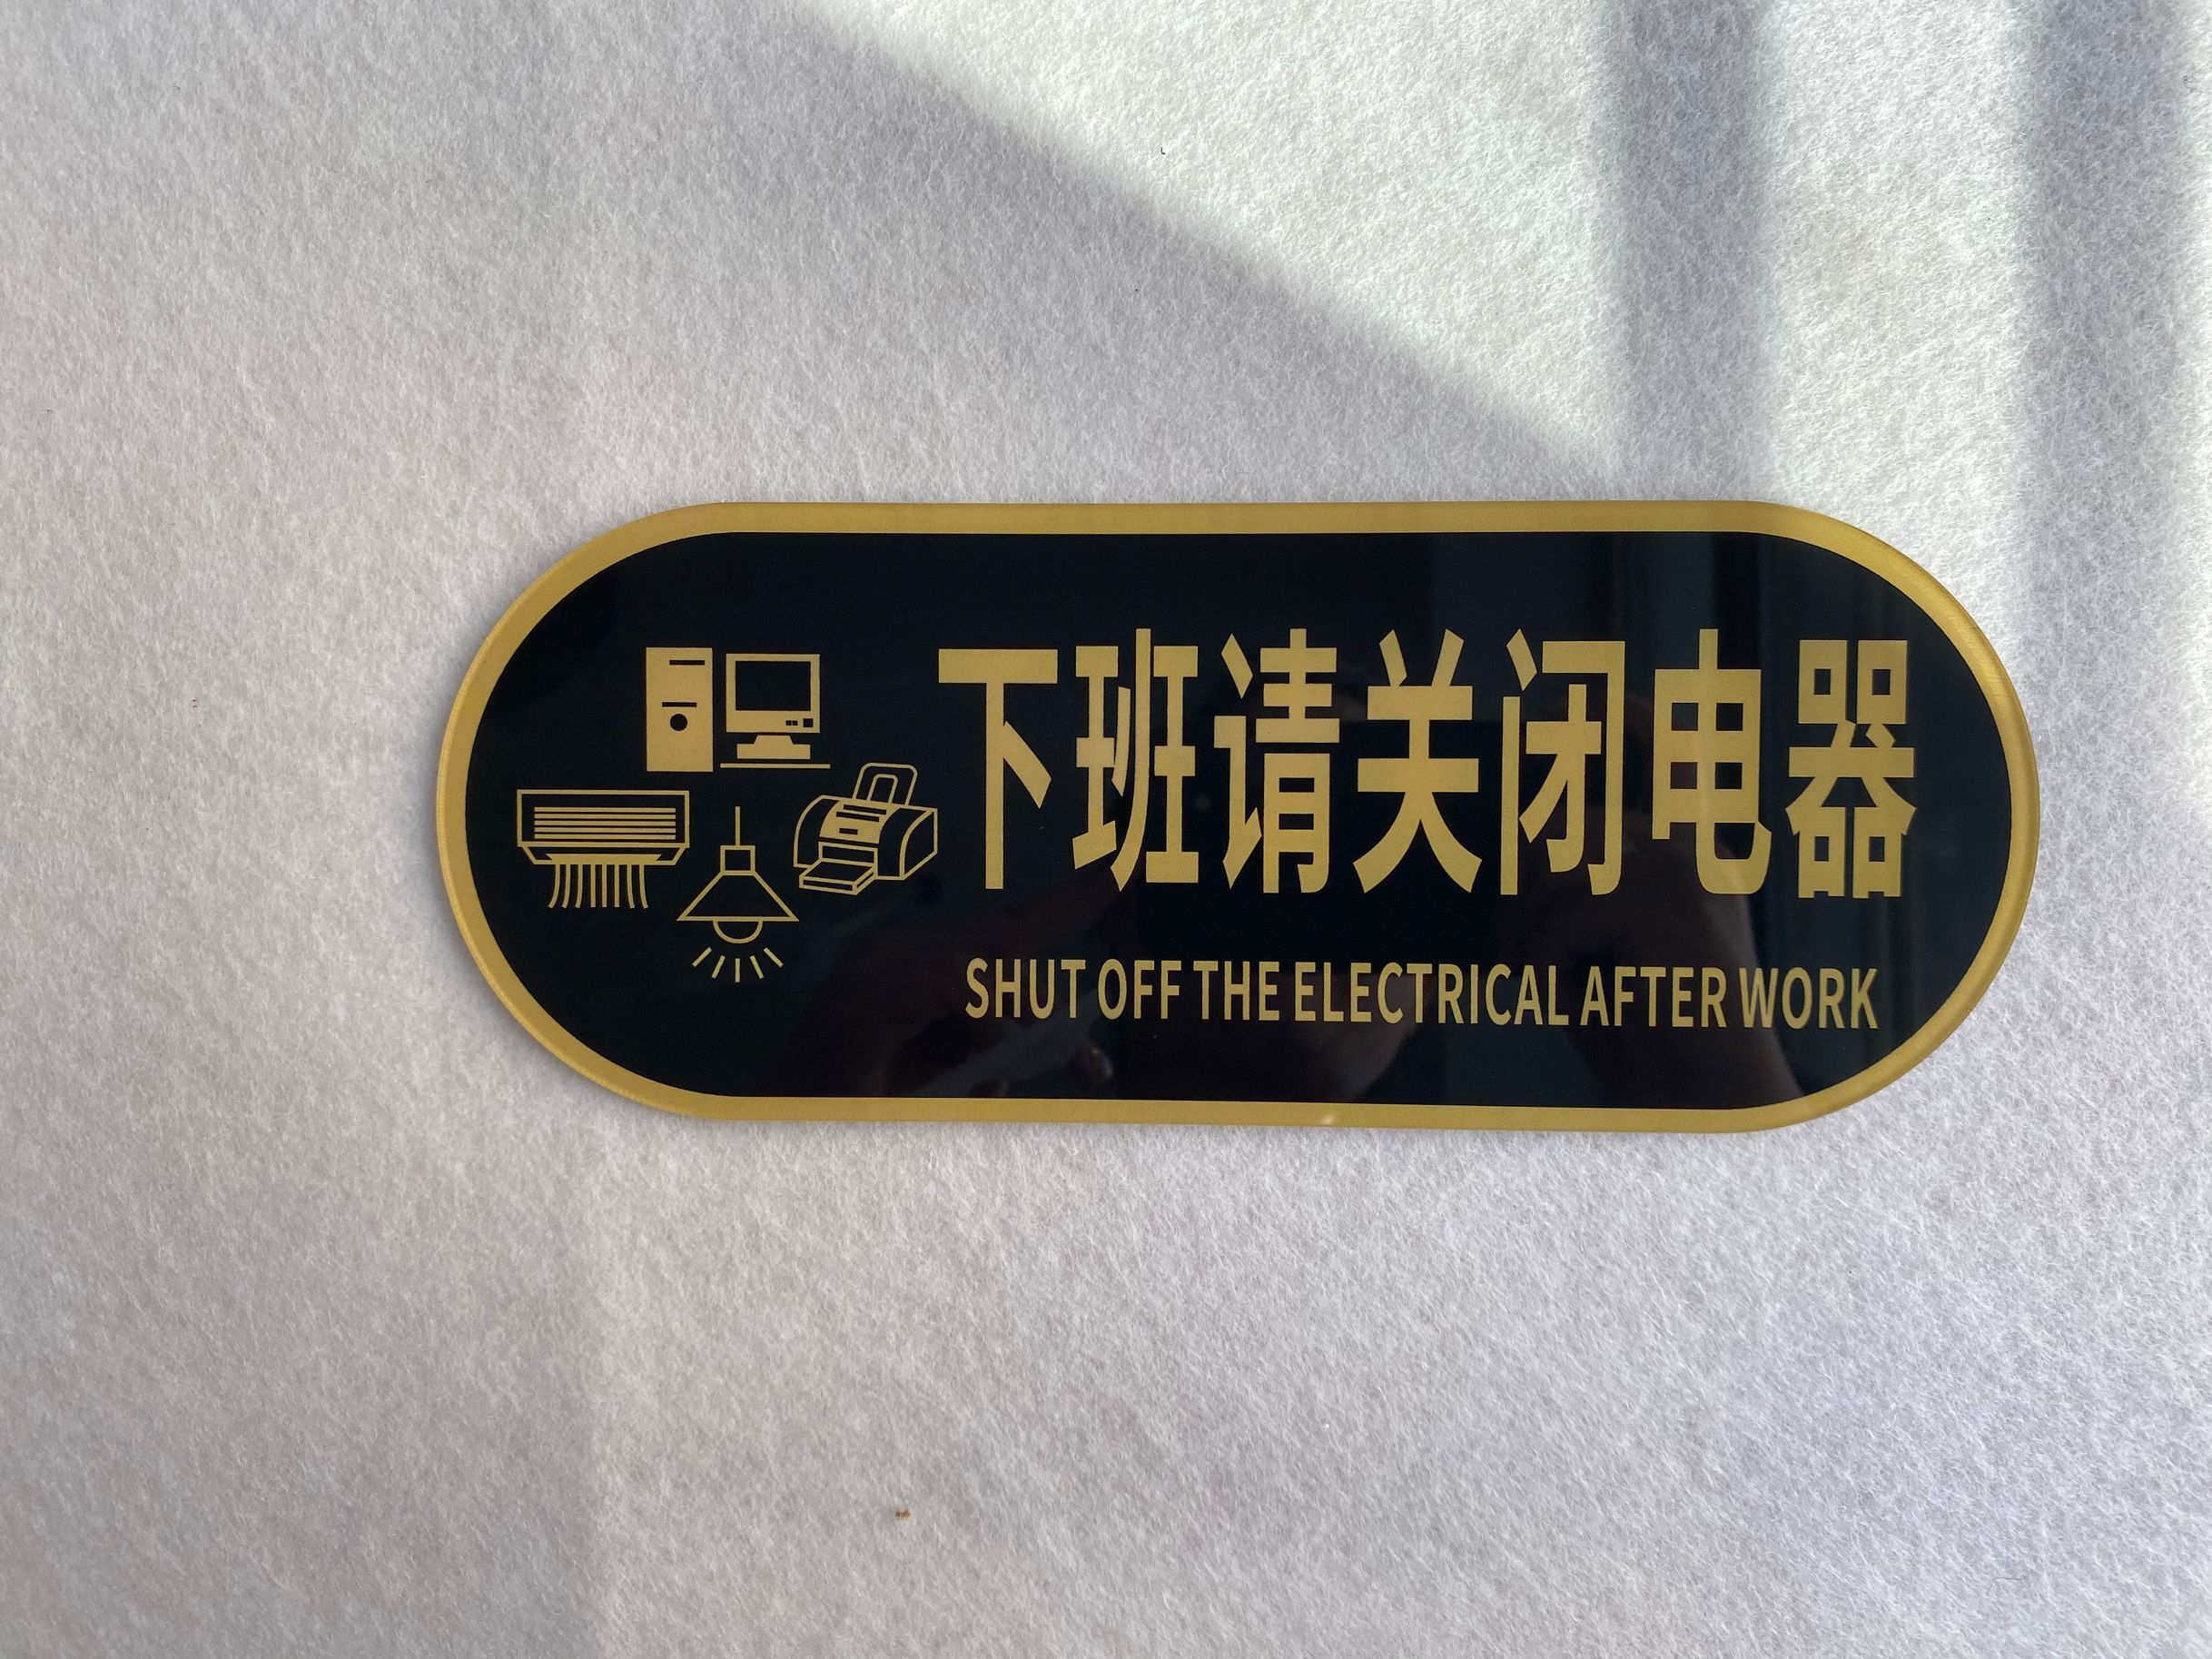 下班请关闭电器
SHUT OFF THE ELECTRICAL AFTER WORK